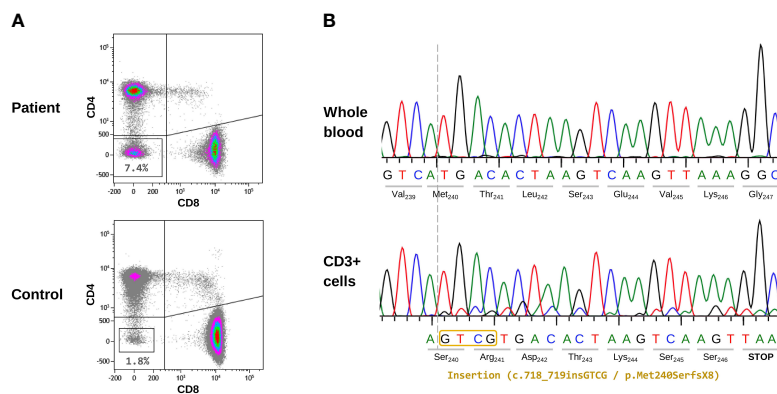 A
Patient
CD4
10⁵
10⁴
10³
500
0
-500
7.4%
-200 0 200 10³ 10⁴ 10⁵
CD8
Control
CD4
10⁵
10⁴
10³
500
0
-500
1.8%
-200 0 200 10³ 10⁴ 10⁵
CD8
B
Whole
blood
G T C A T G A C A C T A A G T C A A G T T A A A G G C
Val239 Met240 Thr241 Leu242 Ser243 Glu244 Val245 Lys246 Gly247
CD3+
cells
A G T C G T G A C A C T A A G T C A A G T T A A
Ser240 Arg241 Asp242 Thr243 Lys244 Ser245 Ser246 STOP
Insertion (c.718_719insGTCG / p.Met240SerfsX8)